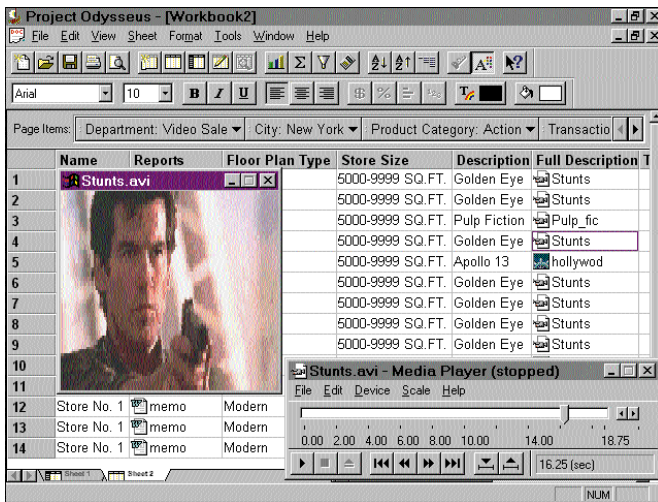 Project Odysseus - [Workbook2]
File Edit View Sheet Format Tools Window Help
Arial 10 B I U
Page Items: Department: Video Sale City: New York Product Category: Action Transactio
Name Reports Floor Plan Type Store Size Description Full Description T
1 5000-9999 SQ.FT. Golden Eye Stunts
2 5000-9999 SQ.FT. Golden Eye Stunts
3 5000-9999 SQ.FT. Pulp Fiction Pulp_fic
4 5000-9999 SQ.FT. Golden Eye Stunts
5 5000-9999 SQ.FT. Apollo 13 hollywod
6 5000-9999 SQ.FT. Golden Eye Stunts
7 5000-9999 SQ.FT. Golden Eye Stunts
8 5000-9999 SQ.FT. Golden Eye Stunts
9 5000-9999 SQ.FT. Golden Eye Stunts
10
11
12 Store No. 1 memo Modern
13 Store No. 1 memo Modern
14 Store No. 1 memo Modern
Stunts.avi
Stunts.avi - Media Player (stopped)
File Edit Device Scale Help
0.00 2.00 4.00 6.00 8.00 10.00 14.00 18.75
16.25 (sec)
Sheet 1 Sheet 2
NUM